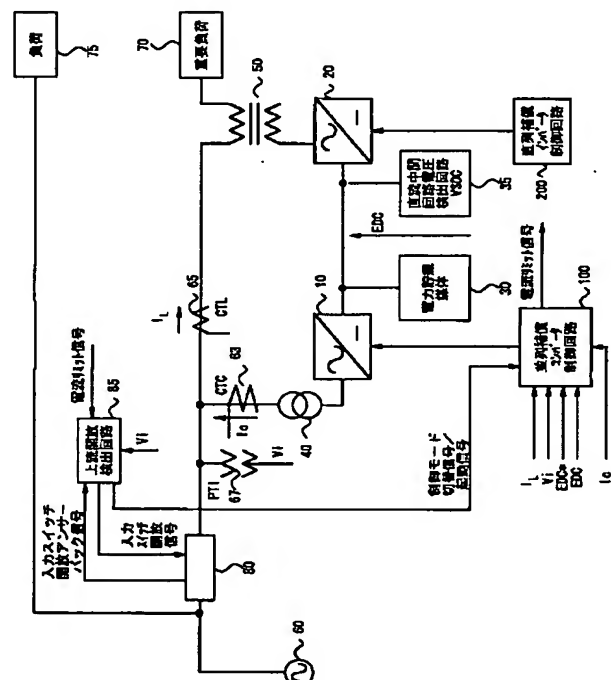 負荷
75
重要負荷
70
50
20
直列補償
インバータ
制御回路
200
直流中間
回路電圧
検出回路
VSDC
35
EDC
電力貯蔵
媒体
30
10
電流リミット信号
100
並列補償
コンバータ
制御回路
IL
Vi
EDC*
EDC
Ic
65
CTL
IL
63
CTC
Ic
40
PTI
67
Vi
制御モード
切替信号/
起動信号
電流リミット信号
85
上流開放
検出回路
Vi
入力スイッチ
開放アンサー
バック信号
入力
スイッチ
開放
信号
80
60